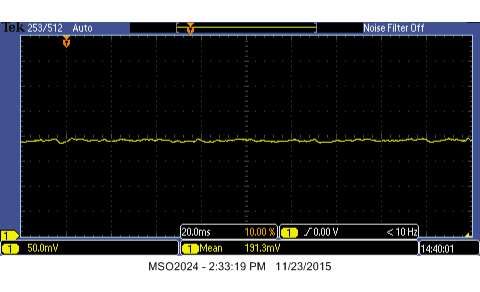 Tek 253/512 Auto Noise Filter Off
20.0ms 10.00 % 1 0.00 V < 10 Hz
1
1 50.0mV 1 Mean 191.3mV 14:40:01
MSO2024 - 2:33:19 PM 11/23/2015